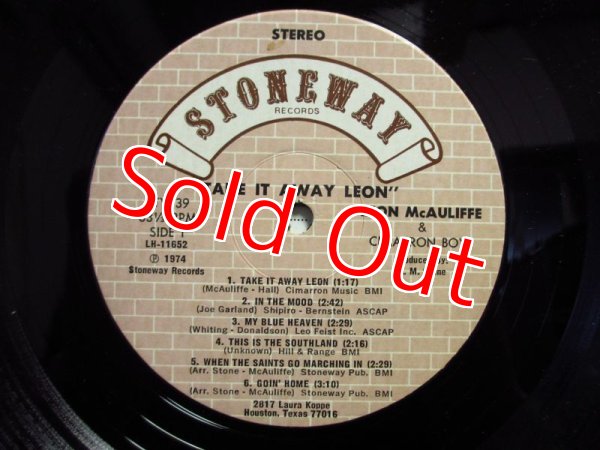 STEREO
STONEWAY
RECORDS
IT AWAY LEON"
McAULIFFE
SIDE 1
&
LH-11652
Ⓟ 1974
Stoneway Records
Sold Out
1. TAKE IT AWAY LEON (1:17)
(McAuliffe - Hall) Cimarron Music BMI
2. IN THE MOOD (2:42)
(Joe Garland) Shipiro - Bernstein ASCAP
3. MY BLUE HEAVEN (2:29)
(Whiting - Donaldson) Leo Feist Inc. ASCAP
4. THIS IS THE SOUTHLAND (2:16)
(Unknown) Hill & Range BMI
5. WHEN THE SAINTS GO MARCHING IN (2:29)
(Arr. Stone - McAuliffe) Stoneway Pub. BMI
6. GOIN' HOME (3:10)
(Arr. Stone - McAuliffe) Stoneway Pub. BMI
2817 Laura Koppe
Houston, Texas 77016